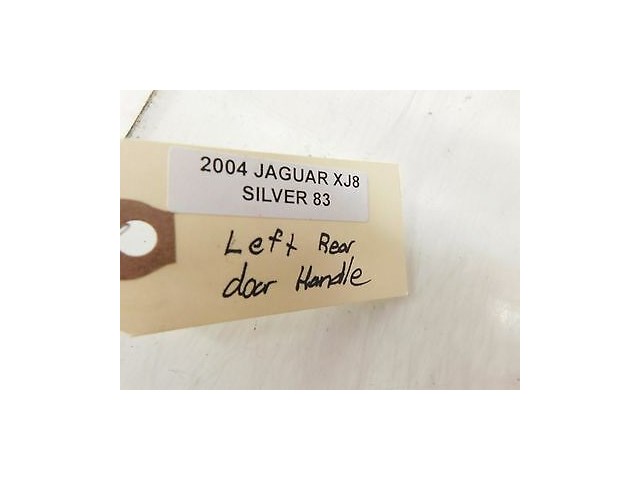 2004 JAGUAR XJ8
SILVER 83
Left Rear
door Handle